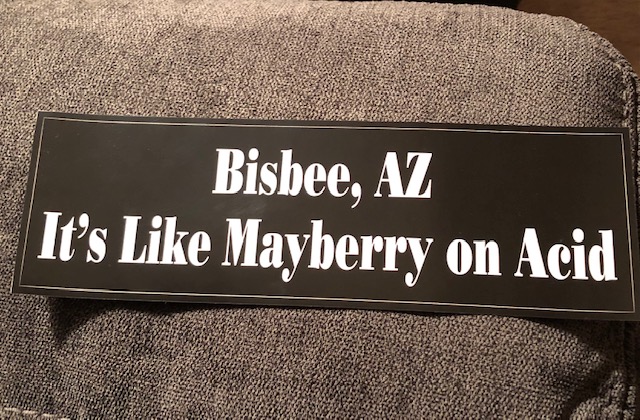 Bisbee, AZ
It's Like Mayberry on Acid